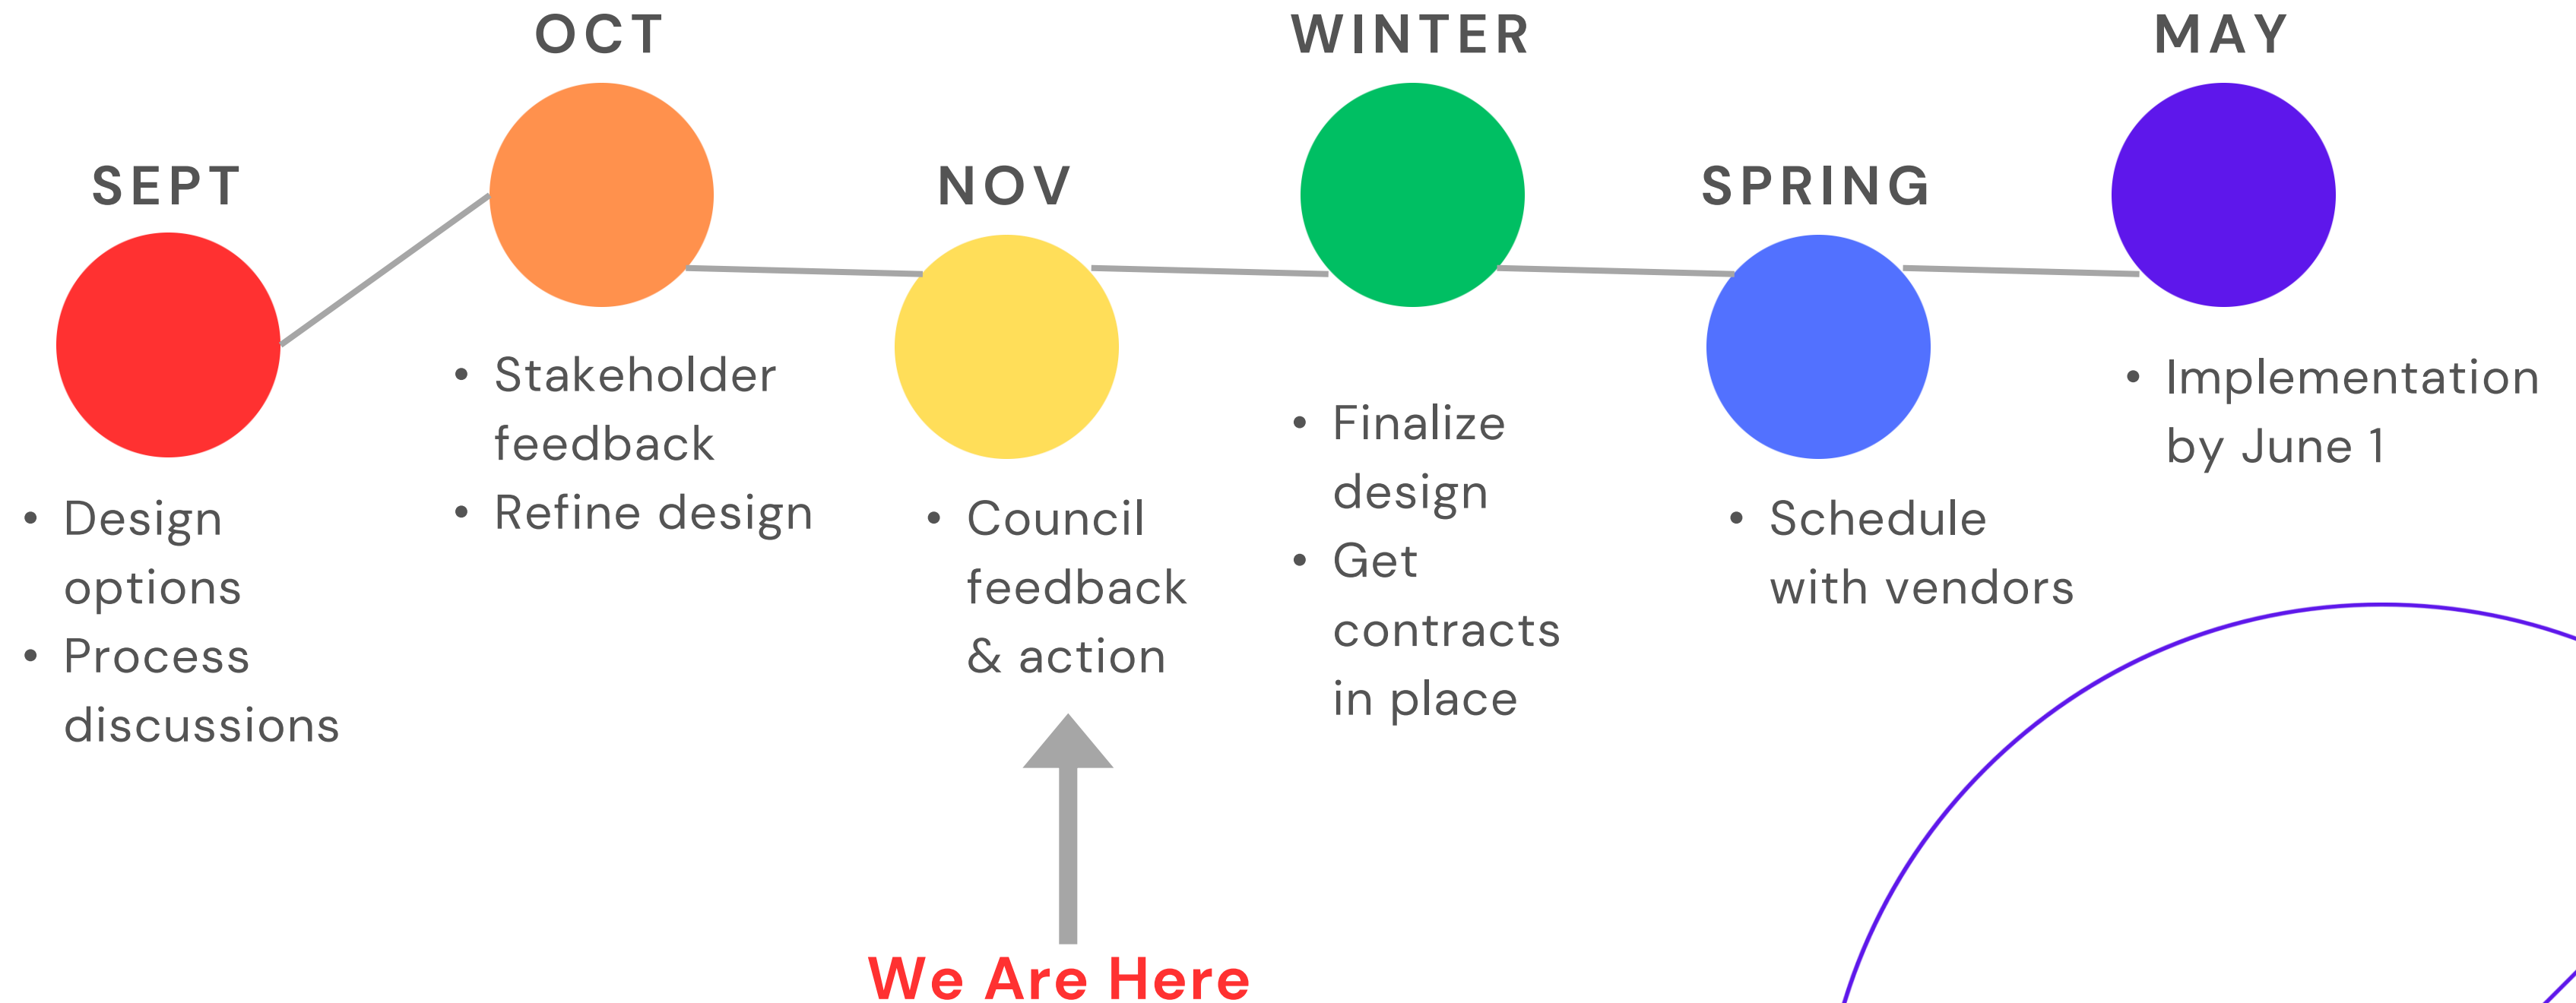 SEPT
• Design
options
• Process
discussions
OCT
• Stakeholder
feedback
• Refine design
NOV
• Council
feedback
& action
We Are Here
WINTER
• Finalize
design
• Get
contracts
in place
SPRING
• Schedule
with vendors
MAY
• Implementation
by June 1